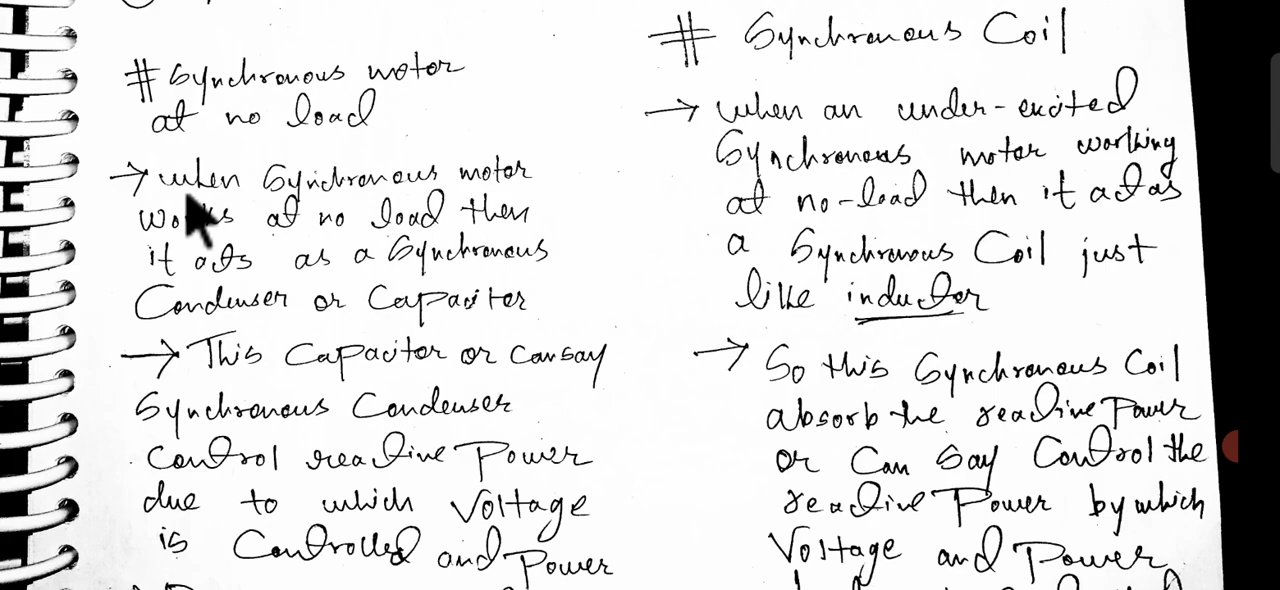 # Synchronous motor
at no load
→ when Synchronous motor
works at no load then
it acts as a Synchronous
Condenser or Capacitor
→ This Capacitor or can say
Synchronous Condenser
Control reactive Power
due to which Voltage
is Controlled and Power
# Synchronous Coil
→ when an under-excited
Synchronous motor working
at no-load then it act as
a Synchronous Coil just
like inductor
→ So this Synchronous Coil
absorb the reactive Power
or Can Say Control the
reactive Power by which
Voltage and Power